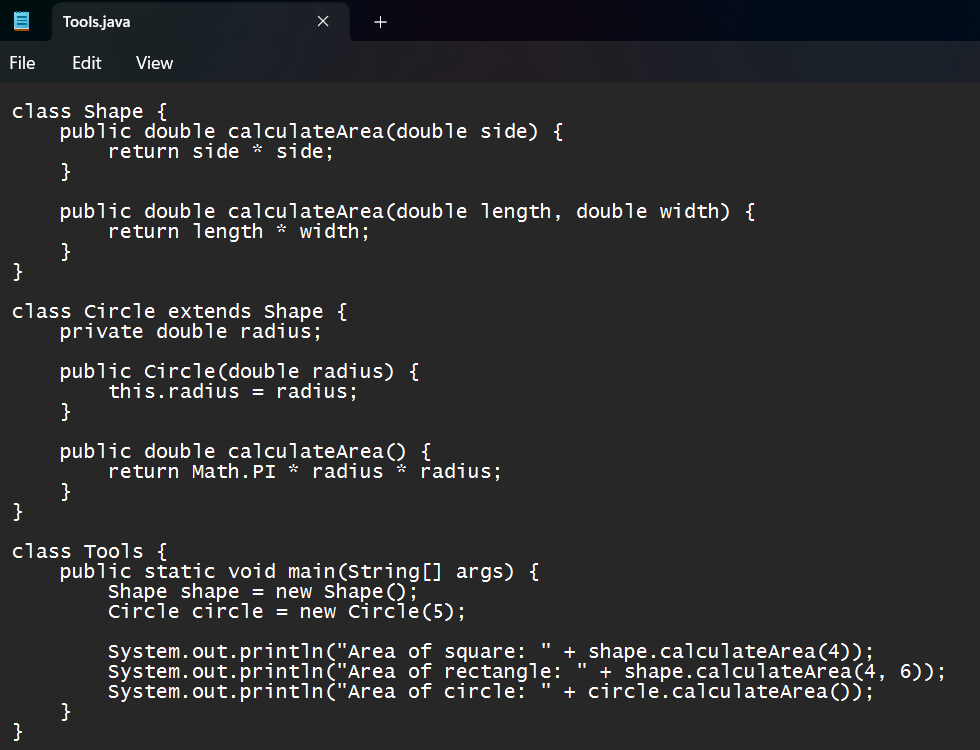 Tools.java
File Edit View
class Shape {
    public double calculateArea(double side) {
        return side * side;
    }

    public double calculateArea(double length, double width) {
        return length * width;
    }
}

class Circle extends Shape {
    private double radius;

    public Circle(double radius) {
        this.radius = radius;
    }

    public double calculateArea() {
        return Math.PI * radius * radius;
    }
}

class Tools {
    public static void main(String[] args) {
        Shape shape = new Shape();
        Circle circle = new Circle(5);

        System.out.println("Area of square: " + shape.calculateArea(4));
        System.out.println("Area of rectangle: " + shape.calculateArea(4, 6));
        System.out.println("Area of circle: " + circle.calculateArea());
    }
}